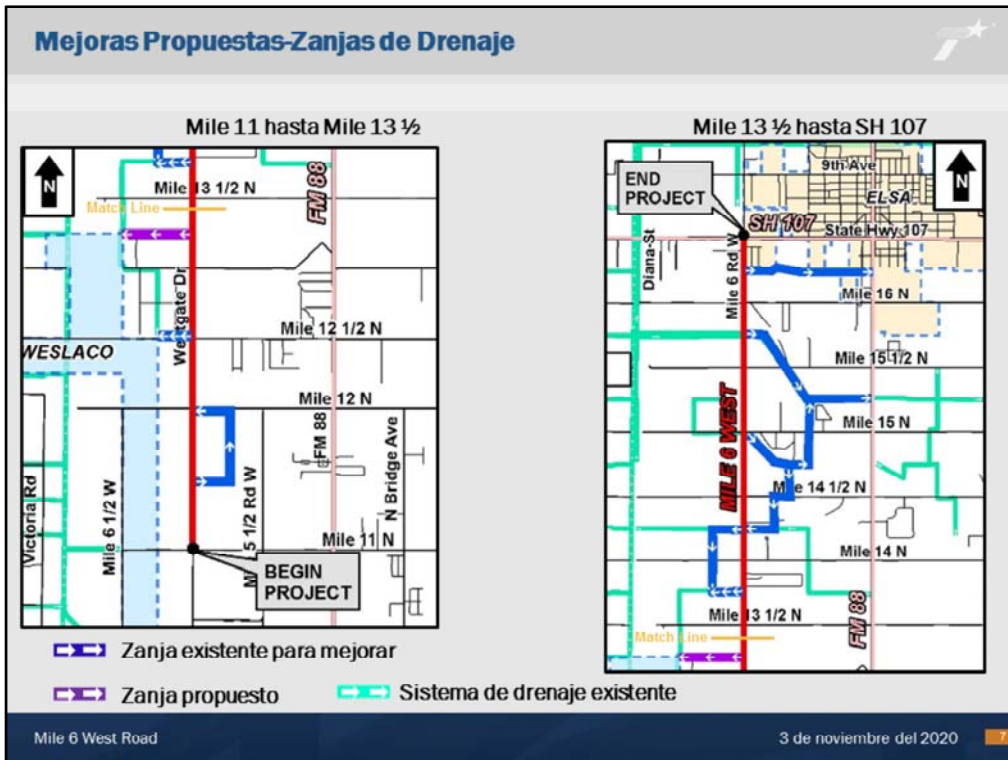 Mejoras Propuestas-Zanjas de Drenaje
Mile 11 hasta Mile 13 ½
N
Mile 13 1/2 N
Match Line
FM 88
Westgate Dr
Mile 12 1/2 N
WESLACO
Mile 12 N
FM 88
N Bridge Ave
Victoria Rd
Mile 6 1/2 W
5 1/2 Rd W
Mile 11 N
BEGIN
PROJECT
Mile 13 ½ hasta SH 107
N
9th Ave
END
PROJECT
ELSA
SH 107
State Hwy 107
Diana St
Mile 6 Rd W
Mile 16 N
Mile 15 1/2 N
Mile 15 N
MILE 6 WEST
Mile 14 1/2 N
Mile 14 N
Mile 13 1/2 N
FM 88
Match Line
Zanja existente para mejorar
Zanja propuesto
Sistema de drenaje existente
Mile 6 West Road
3 de noviembre del 2020
7